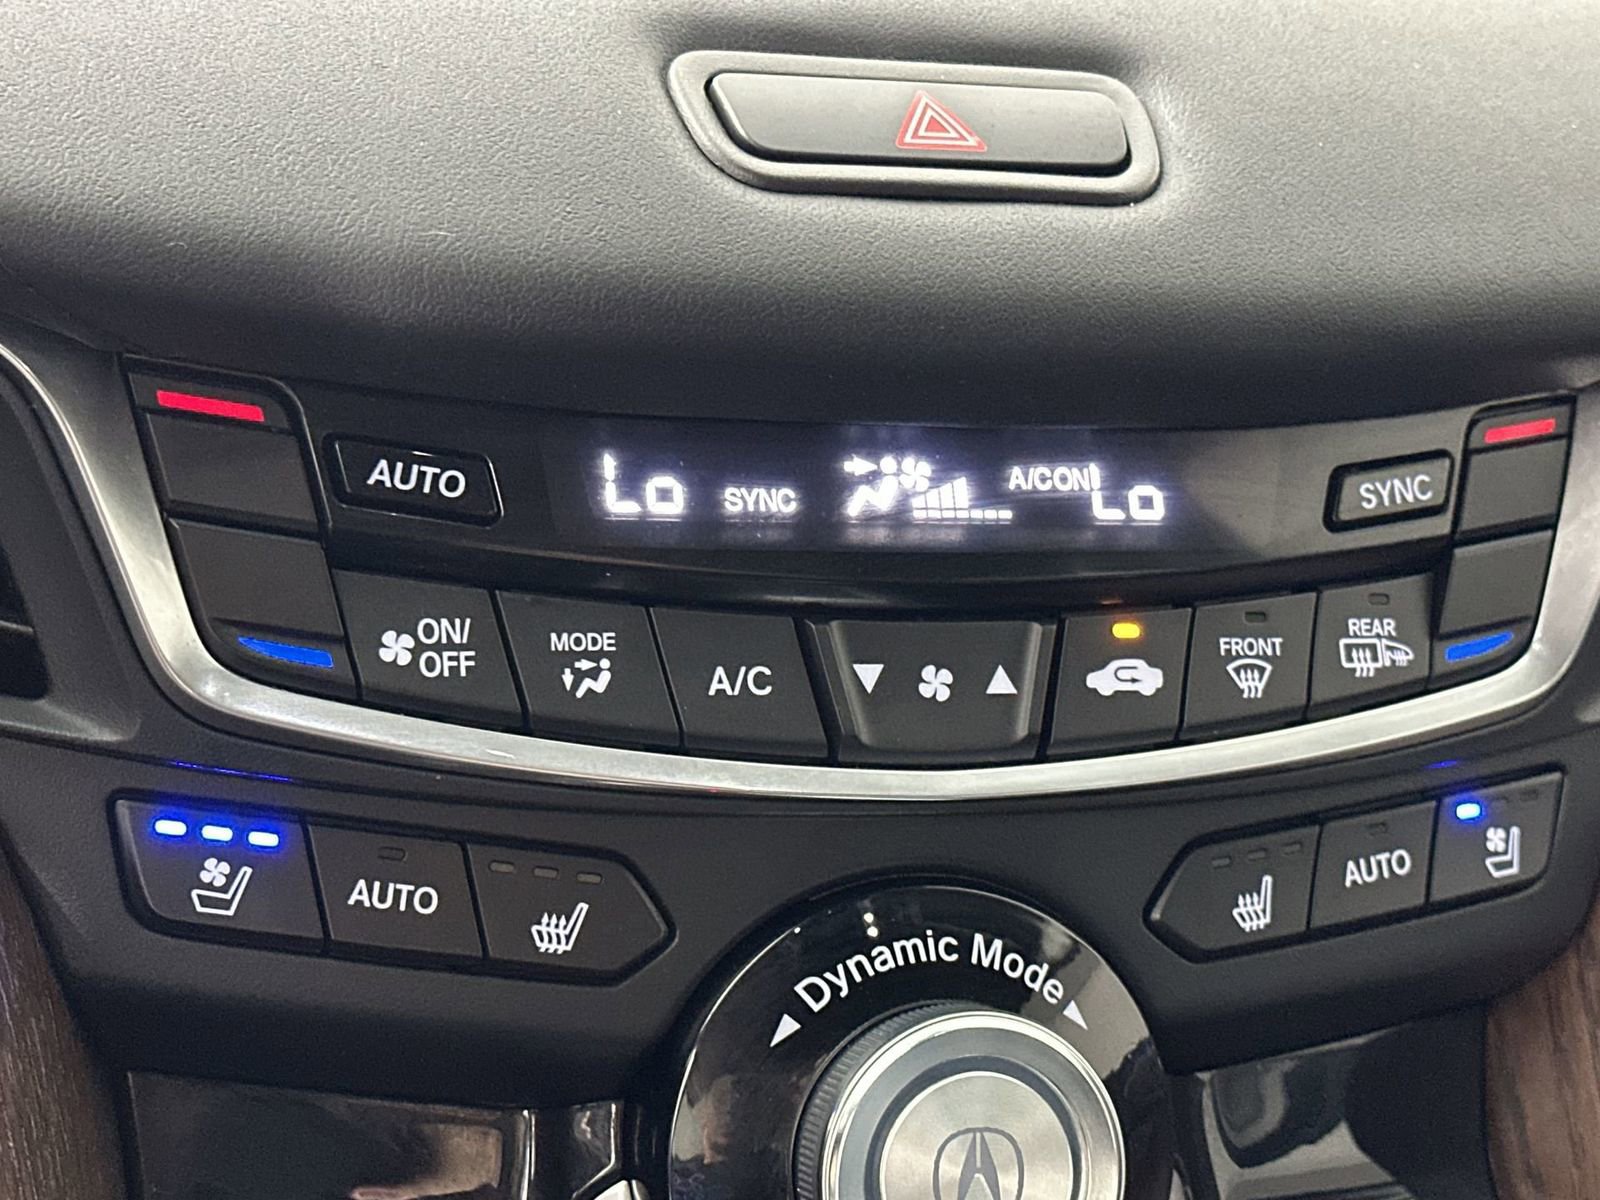 AUTO
Lo SYNC A/CON Lo
SYNC
ON/
OFF
MODE
A/C
FRONT
REAR
AUTO
AUTO
Dynamic Mode